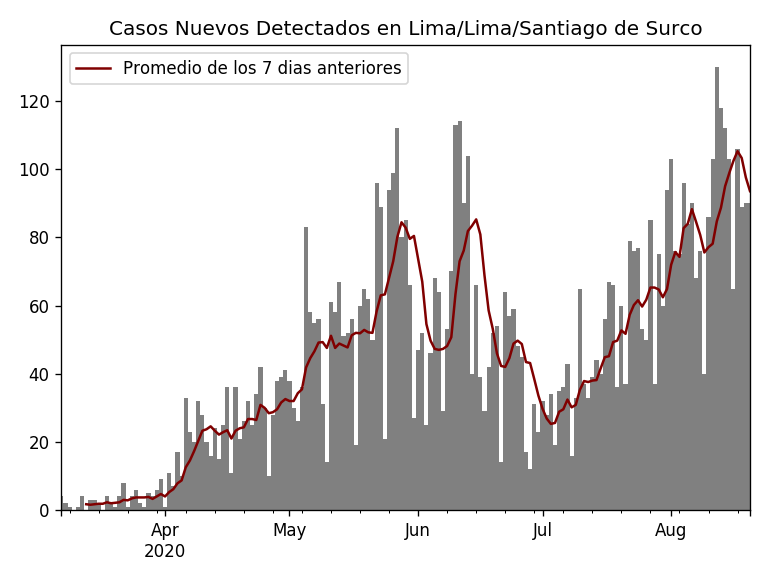 Casos Nuevos Detectados en Lima/Lima/Santiago de Surco
Promedio de los 7 dias anteriores
120
100
80
60
40
20
0
Apr May Jun Jul Aug
2020